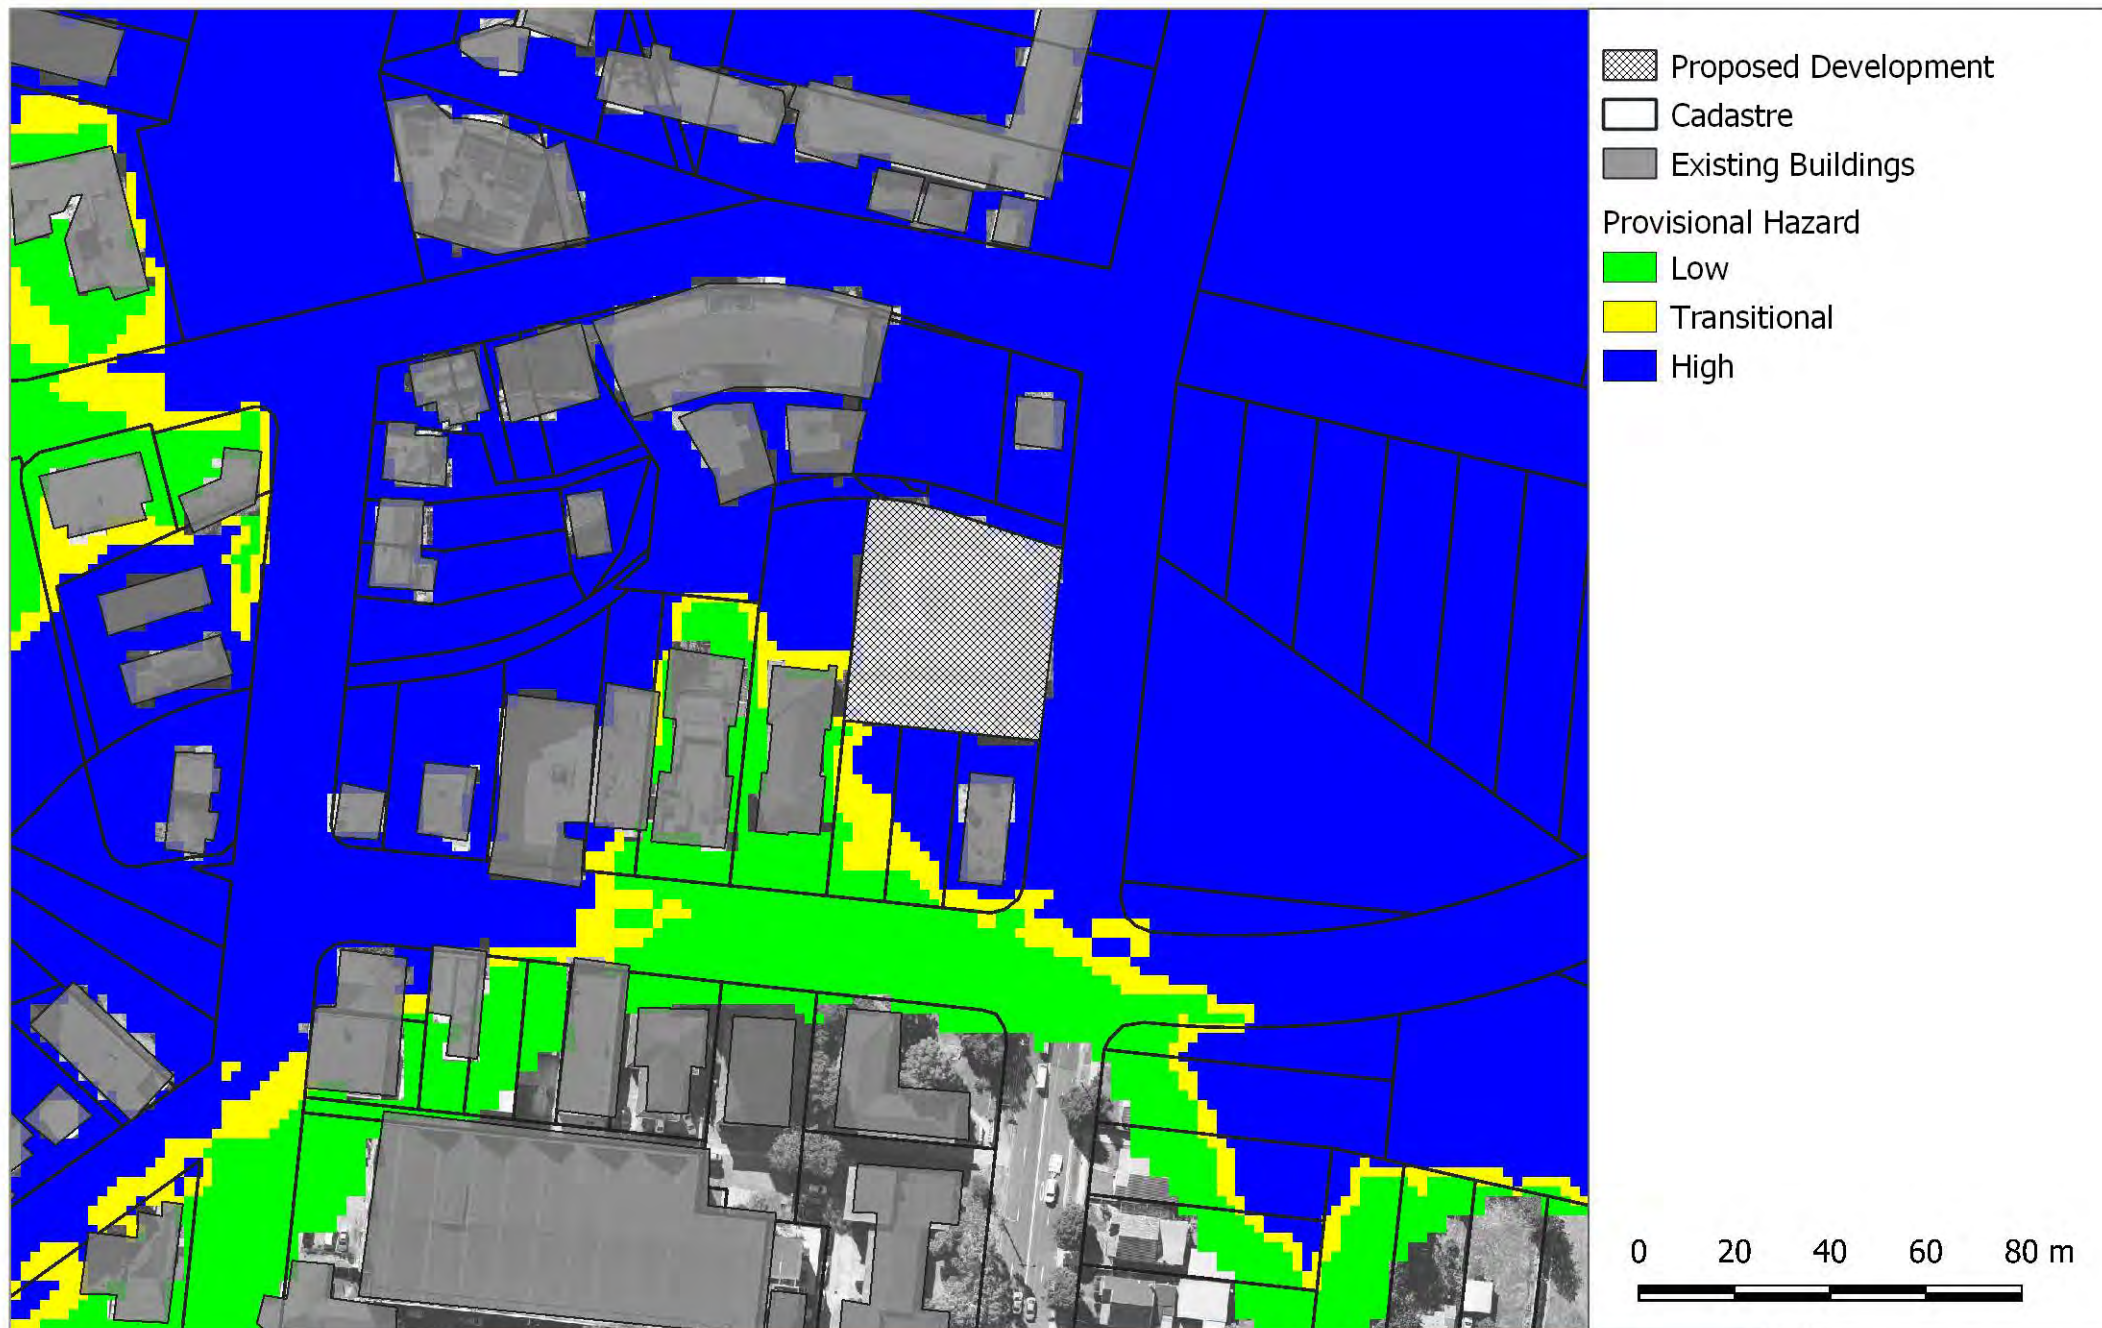 Proposed Development
Cadastre
Existing Buildings
Provisional Hazard
Low
Transitional
High
0 20 40 60 80 m